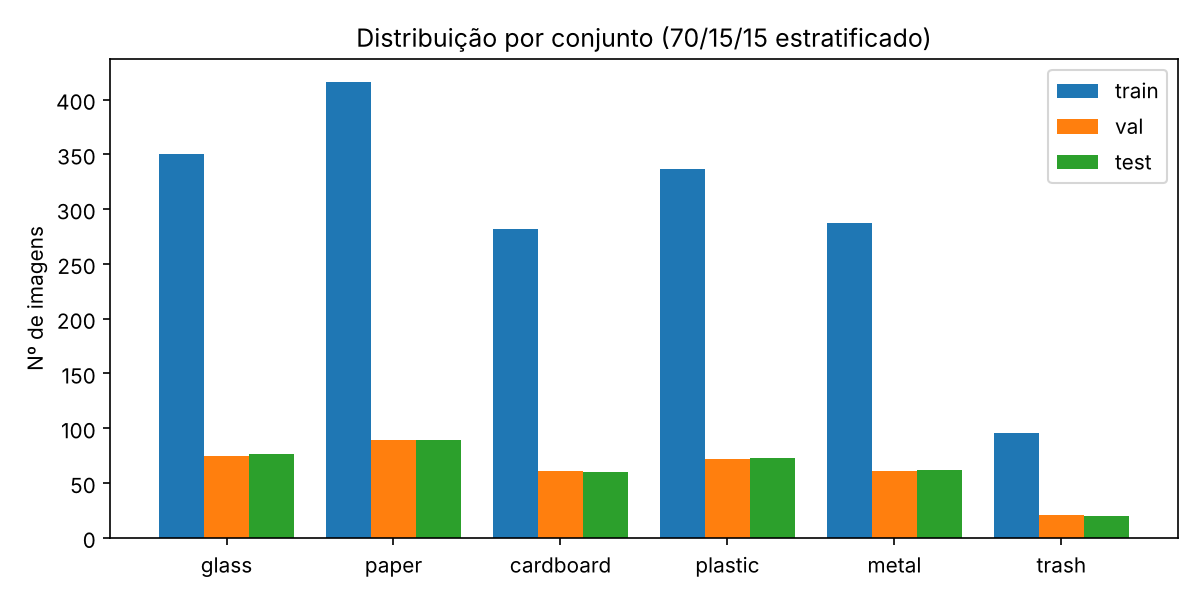 Distribuição por conjunto (70/15/15 estratificado)
train
val
test
Nº de imagens
400
350
300
250
200
150
100
50
0
glass paper cardboard plastic metal trash